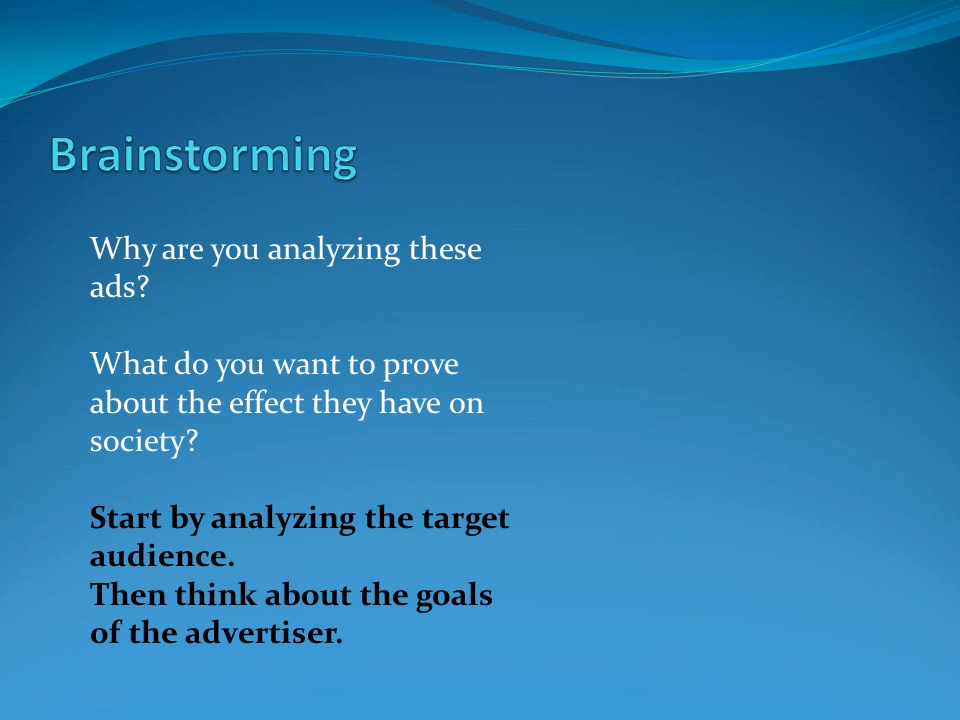 Brainstorming
Why are you analyzing these
ads?
What do you want to prove
about the effect they have on
society?
Start by analyzing the target
audience.
Then think about the goals
of the advertiser.